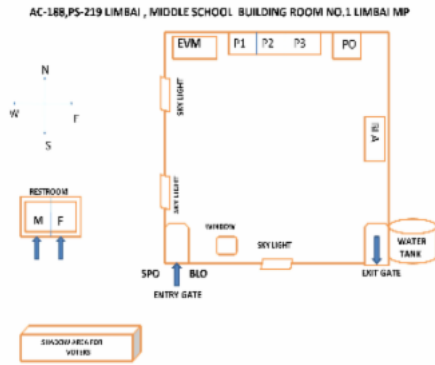 AC-188,PS-219 LIMBAI , MIDDLE SCHOOL BUILDING ROOM NO.1 LIMBAI MP
EVM
P1
P2
P3
PO
N
W
E
S
SKY LIGHT
SKY LIGHT
RESTROOM
M
F
SKY LIGHT
WATER
TANK
SPO
BLO
ENTRY GATE
EXIT GATE
SHADOW AREA FOR
VOTERS